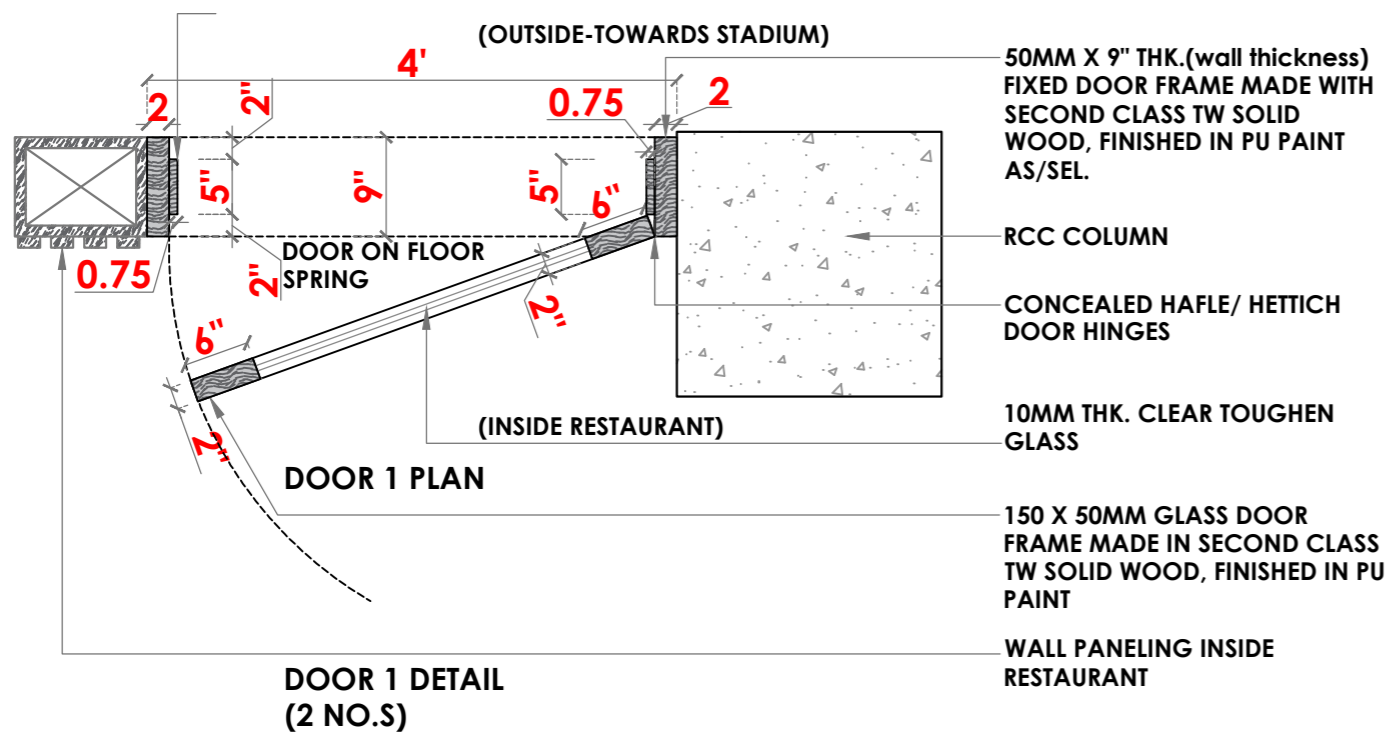 (OUTSIDE-TOWARDS STADIUM)
4'
2
2"
0.75
2
5"
9"
5"
6"
0.75
2"
DOOR ON FLOOR
SPRING
2"
6"
2"
(INSIDE RESTAURANT)
DOOR 1 PLAN
DOOR 1 DETAIL
(2 NO.S)
50MM X 9" THK.(wall thickness)
FIXED DOOR FRAME MADE WITH
SECOND CLASS TW SOLID
WOOD, FINISHED IN PU PAINT
AS/SEL.
RCC COLUMN
CONCEALED HAFLE/ HETTICH
DOOR HINGES
10MM THK. CLEAR TOUGHEN
GLASS
150 X 50MM GLASS DOOR
FRAME MADE IN SECOND CLASS
TW SOLID WOOD, FINISHED IN PU
PAINT
WALL PANELING INSIDE
RESTAURANT